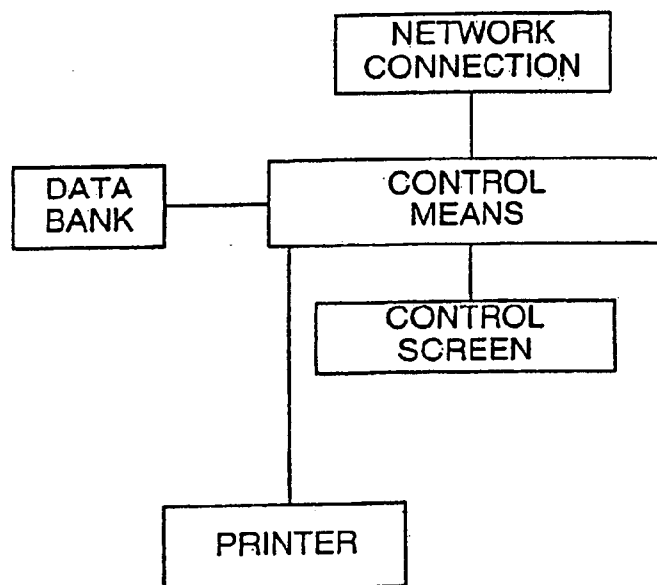 NETWORK
CONNECTION
DATA
BANK
CONTROL
MEANS
CONTROL
SCREEN
PRINTER